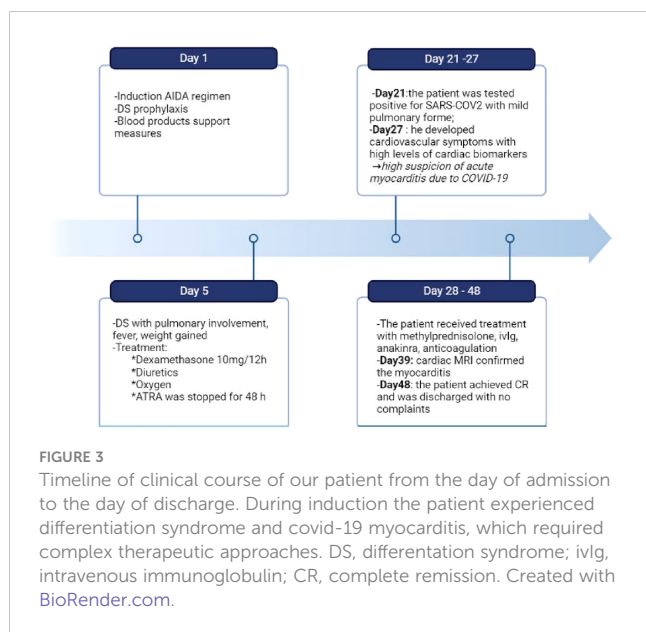 Day 1
-Induction AIDA regimen
-DS prophylaxis
-Blood products support
measures
Day 21 -27
-Day21:the patient was tested
positive for SARS-COV2 with mild
pulmonary forme;
-Day27 : he developed
cardiovascular symptoms with
high levels of cardiac biomarkers
→high suspicion of acute
myocarditis due to COVID-19
Day 5
-DS with pulmonary involvement,
fever, weight gained
-Treatment:
*Dexamethasone 10mg/12h
*Diuretics
*Oxygen
*ATRA was stopped for 48 h
Day 28 - 48
-The patient received treatment
with methylprednisolone, ivIg,
anakinra, anticoagulation
-Day39: cardiac MRI confirmed
the myocarditis
-Day48: the patient achieved CR
and was discharged with no
complaints
FIGURE 3
Timeline of clinical course of our patient from the day of admission
to the day of discharge. During induction the patient experienced
differentiation syndrome and covid-19 myocarditis, which required
complex therapeutic approaches. DS, differentation syndrome; ivIg,
intravenous immunoglobulin; CR, complete remission. Created with
BioRender.com.